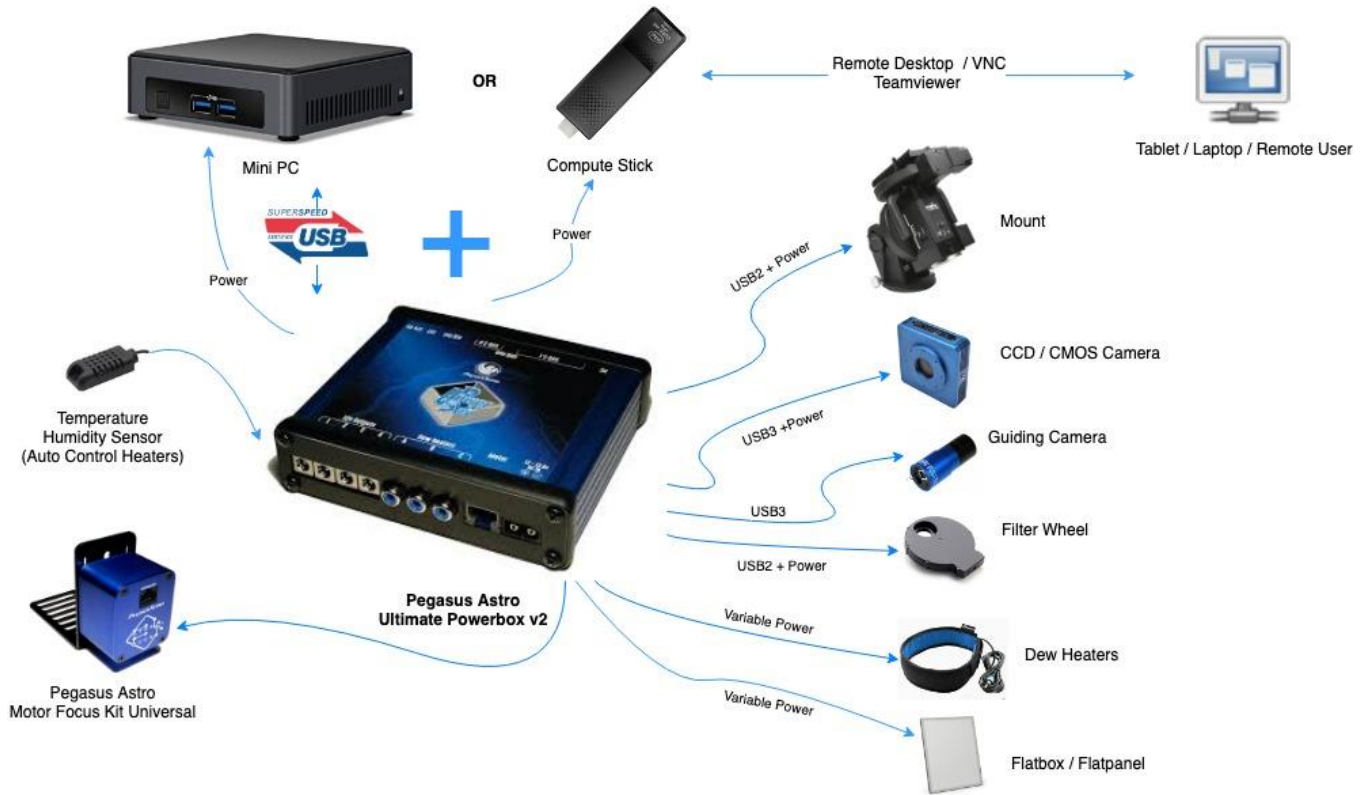 OR
Remote Desktop / VNC
Teamviewer
Mini PC
Compute Stick
Tablet / Laptop / Remote User
SUPERSPEED
CERTIFIED USB
Power
Power
USB2 + Power
Mount
Temperature
Humidity Sensor
(Auto Control Heaters)
USB3 +Power
CCD / CMOS Camera
Guiding Camera
USB3
Filter Wheel
USB2 + Power
Pegasus Astro
Ultimate Powerbox v2
Variable Power
Dew Heaters
Pegasus Astro
Motor Focus Kit Universal
Variable Power
Flatbox / Flatpanel